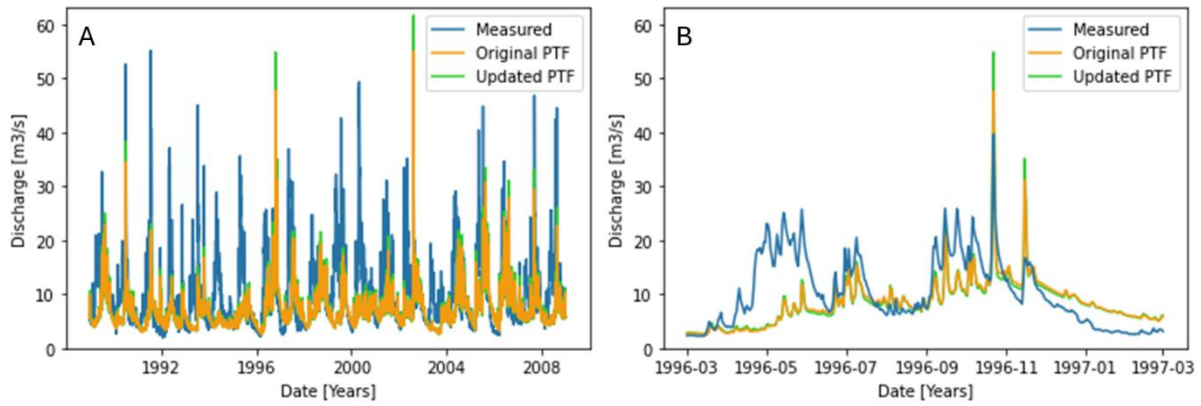 A
Measured
Original PTF
Updated PTF
Discharge [m3/s]
60
50
40
30
20
10
0
1992
1996
2000
2004
2008
Date [Years]
B
Measured
Original PTF
Updated PTF
Discharge [m3/s]
60
50
40
30
20
10
0
1996-03
1996-05
1996-07
1996-09
1996-11
1997-01
1997-03
Date [Years]